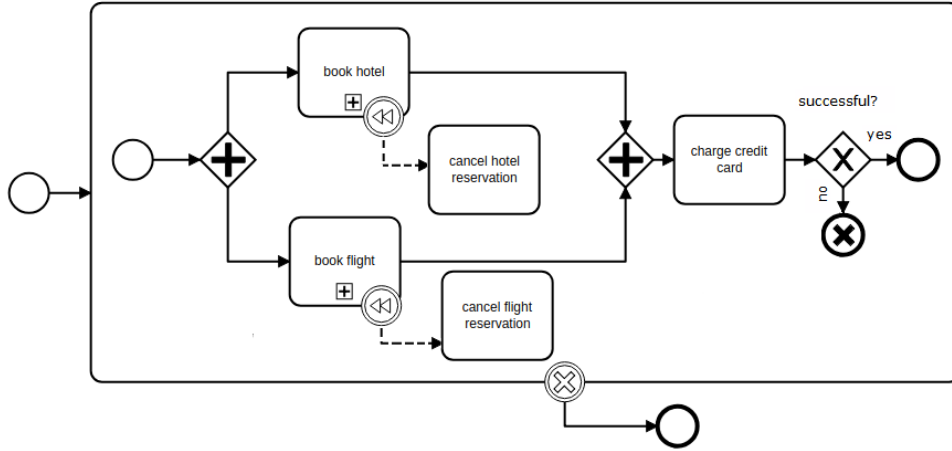 book hotel
successful?
yes
cancel hotel
reservation
charge credit
card
no
book flight
cancel flight
reservation